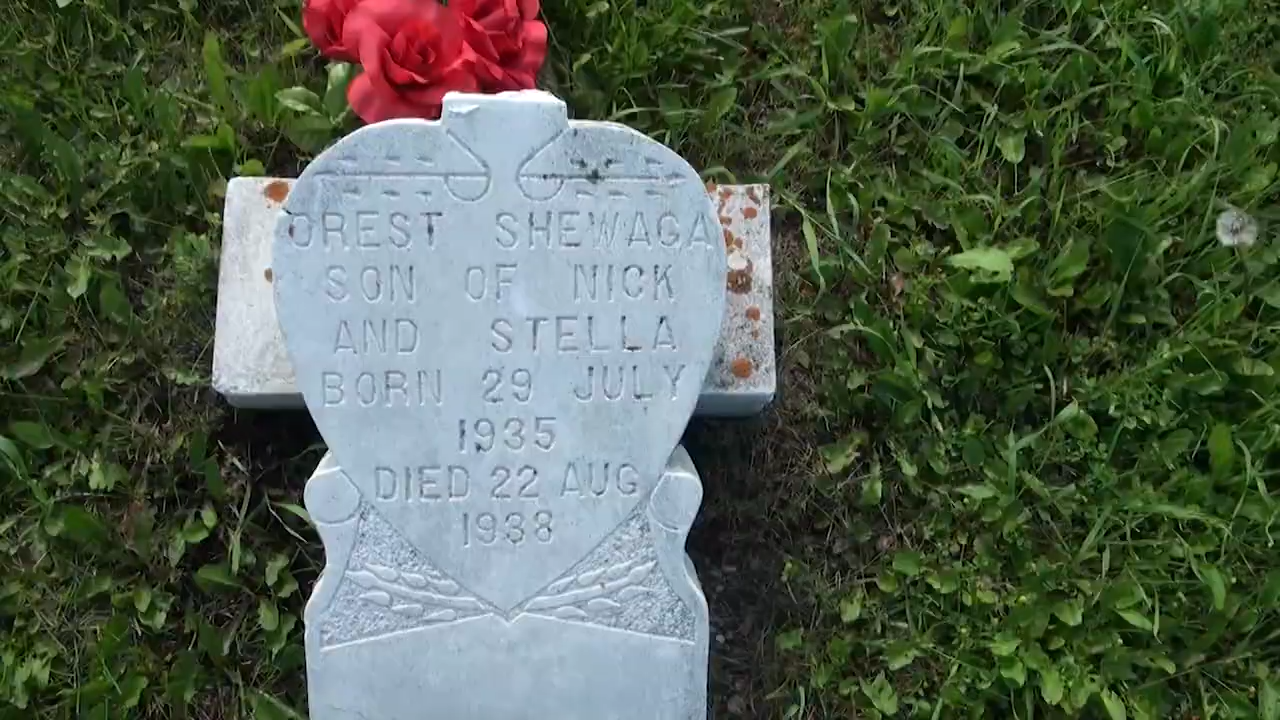 OREST SHEWAGA
SON OF NICK
AND STELLA
BORN 29 JULY
1935
DIED 22 AUG
1938